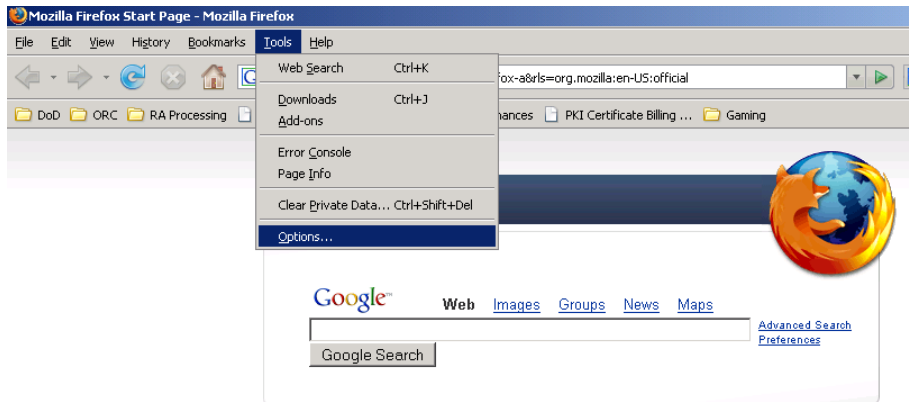 Mozilla Firefox Start Page - Mozilla Firefox
File Edit View History Bookmarks Tools Help
Web Search Ctrl+K
fox-a&rls=org.mozilla:en-US:official
Downloads Ctrl+J
DoD ORC RA Processing PKI Certificate Billing ... Gaming
Add-ons
Error Console
Page Info
Clear Private Data... Ctrl+Shift+Del
Options...
Google™ Web Images Groups News Maps
Advanced Search
Preferences
Google Search